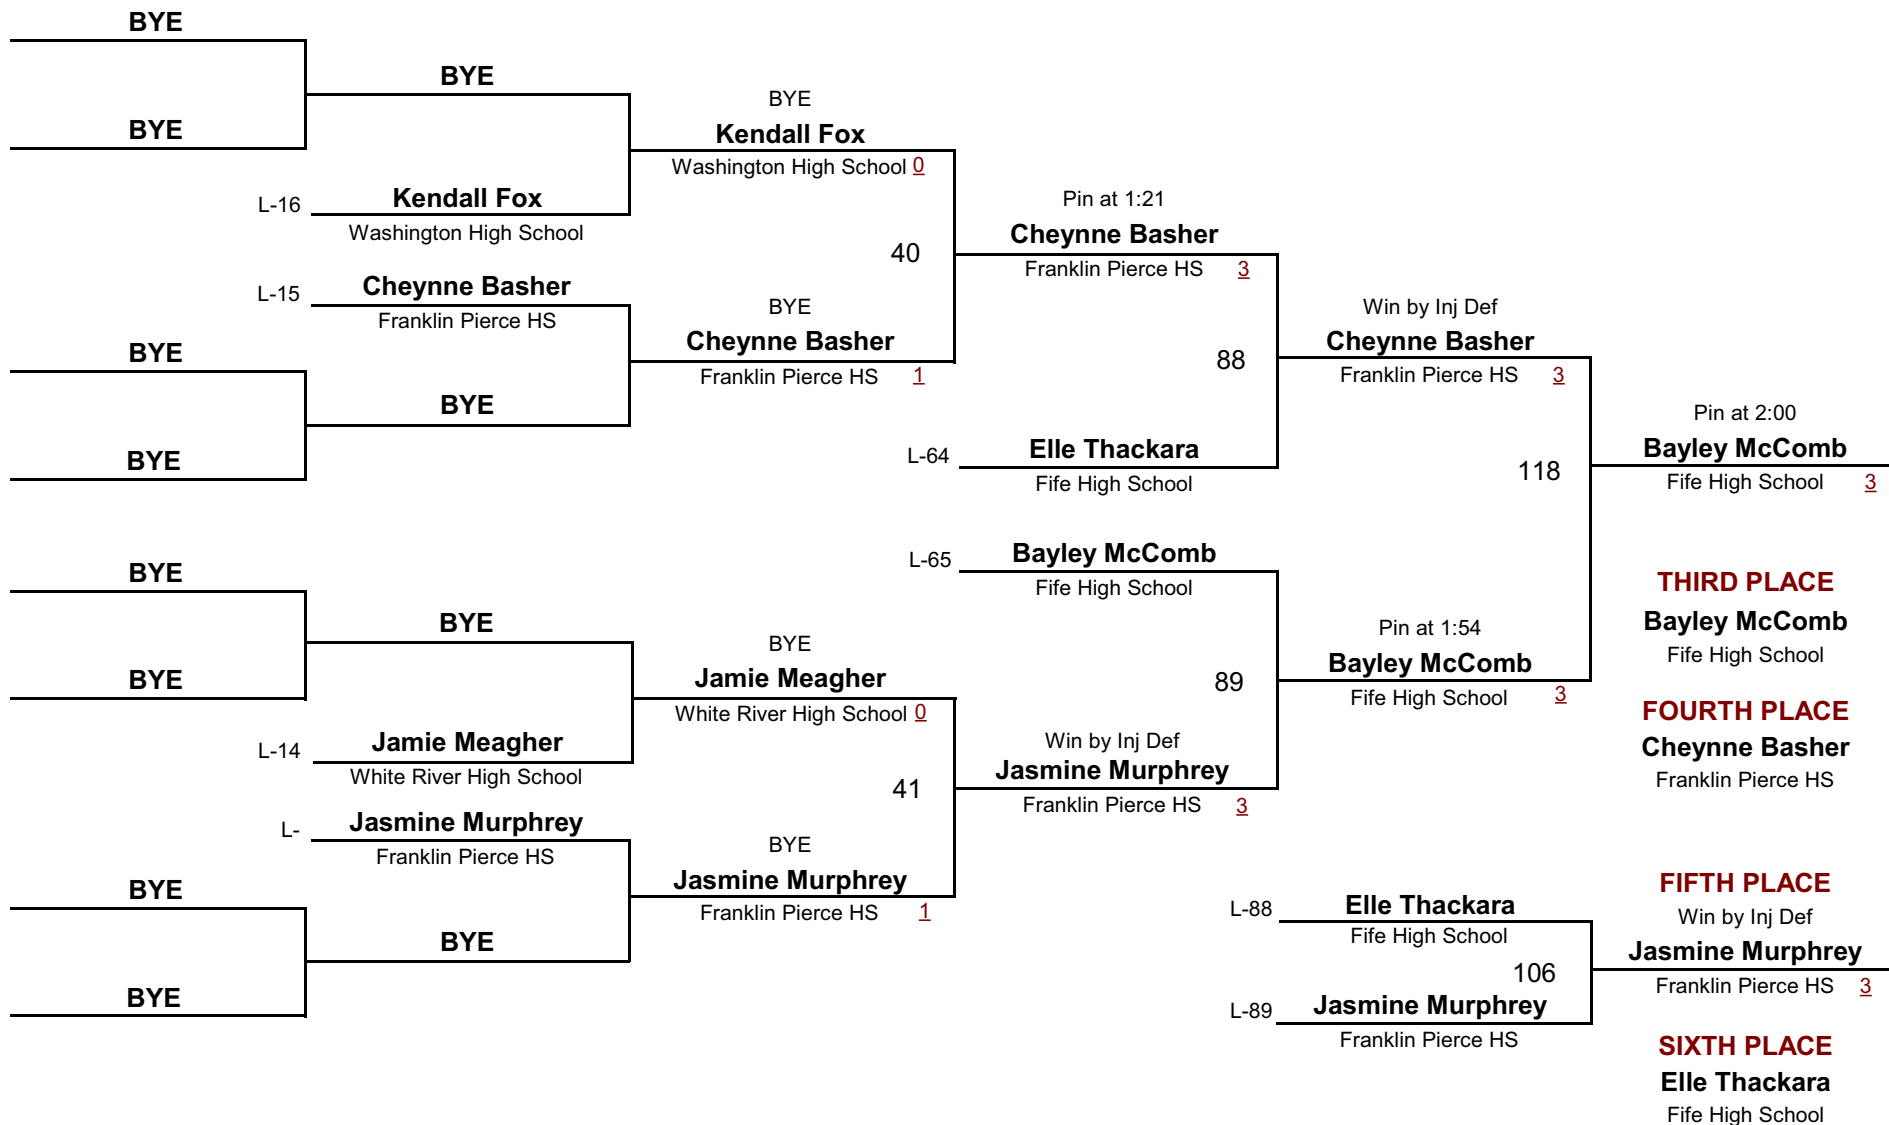 BYE
BYE
BYE
Kendall Fox
Washington High School 0
BYE
L-16 Kendall Fox
Washington High School
40
L-15 Cheynne Basher
Franklin Pierce HS
BYE
Cheynne Basher
Franklin Pierce HS 1
BYE
BYE
BYE
Pin at 1:21
Cheynne Basher
Franklin Pierce HS 3
88
L-64 Elle Thackara
Fife High School
Win by Inj Def
Cheynne Basher
Franklin Pierce HS 3
118
Pin at 2:00
Bayley McComb
Fife High School 3
BYE
BYE
BYE
Jamie Meagher
White River High School 0
BYE
L-14 Jamie Meagher
White River High School
41
L- Jasmine Murphrey
Franklin Pierce HS
BYE
Jasmine Murphrey
Franklin Pierce HS 1
BYE
BYE
BYE
L-65 Bayley McComb
Fife High School
89
Win by Inj Def
Jasmine Murphrey
Franklin Pierce HS 3
Pin at 1:54
Bayley McComb
Fife High School 3
THIRD PLACE
Bayley McComb
Fife High School
FOURTH PLACE
Cheynne Basher
Franklin Pierce HS
L-88 Elle Thackara
Fife High School
106
L-89 Jasmine Murphrey
Franklin Pierce HS
FIFTH PLACE
Win by Inj Def
Jasmine Murphrey
Franklin Pierce HS 3
SIXTH PLACE
Elle Thackara
Fife High School